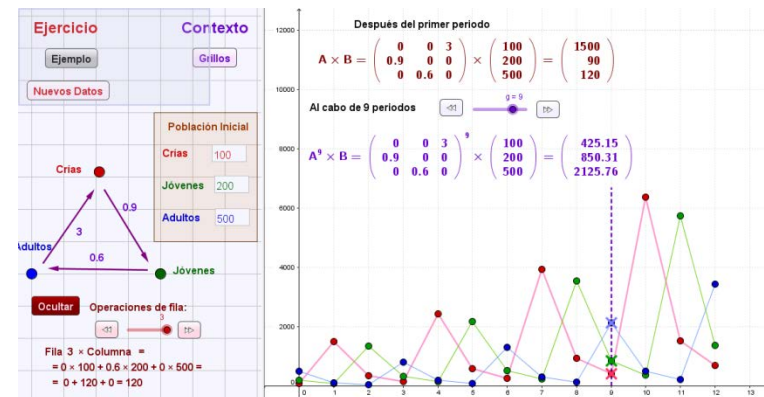 Ejercicio
Contexto
Ejemplo
Grillos
Nuevos Datos
Población Inicial
Crías 100
Jóvenes 200
Adultos 500
Crías
0.9
3
Adultos
0.6
Jóvenes
Ocultar
Operaciones de fila:
3
Fila 3 × Columna =
= 0 × 100 + 0.6 × 200 + 0 × 500 =
= 0 + 120 + 0 = 120
Después del primer periodo
0 0 3 100 1500
A × B = 0.9 0 0 × 200 = 90
0 0.6 0 500 120
Al cabo de 9 periodos
g = 9
9
0 0 3 100 425.15
A⁹ × B = 0.9 0 0 × 200 = 850.31
0 0.6 0 500 2125.76
12000
10000
8000
6000
4000
2000
0
0 1 2 3 4 5 6 7 8 9 10 11 12 13